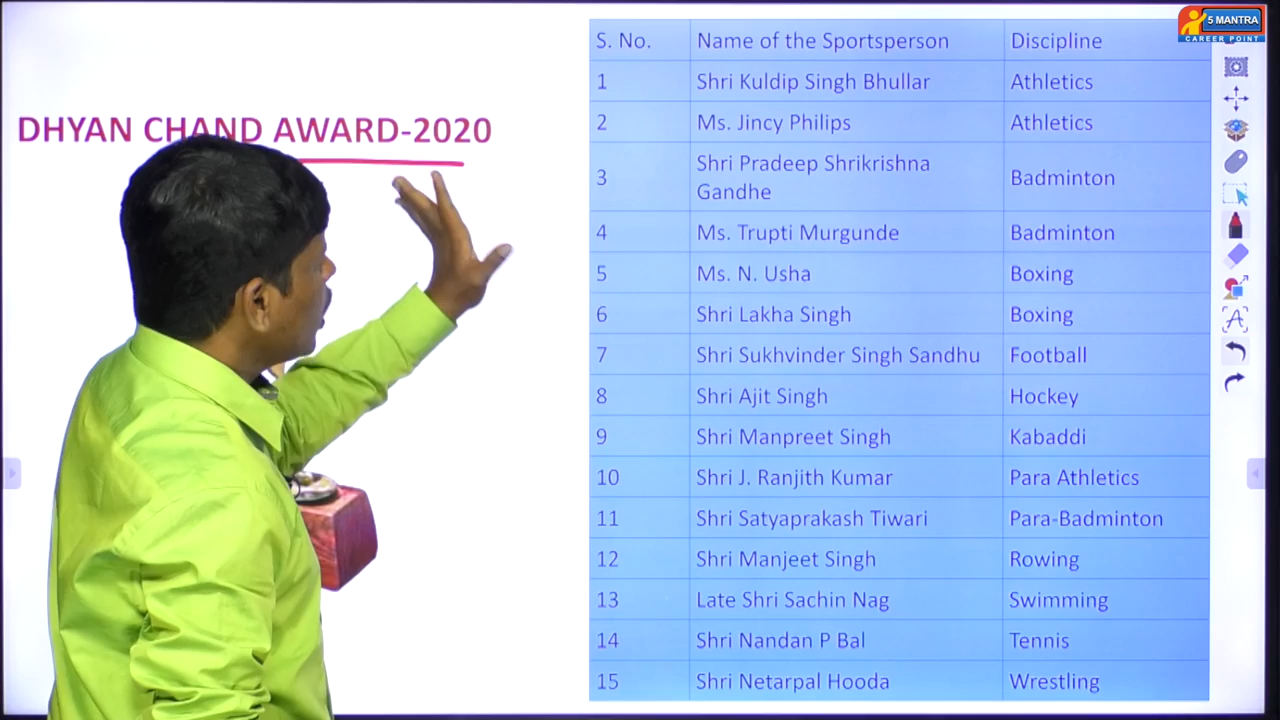 5 MANTRA
CAREER POINT
DHYAN CHAND AWARD-2020
S. No. Name of the Sportsperson Discipline
1 Shri Kuldip Singh Bhullar Athletics
2 Ms. Jincy Philips Athletics
3 Shri Pradeep Shrikrishna
Gandhe Badminton
4 Ms. Trupti Murgunde Badminton
5 Ms. N. Usha Boxing
6 Shri Lakha Singh Boxing
7 Shri Sukhvinder Singh Sandhu Football
8 Shri Ajit Singh Hockey
9 Shri Manpreet Singh Kabaddi
10 Shri J. Ranjith Kumar Para Athletics
11 Shri Satyaprakash Tiwari Para-Badminton
12 Shri Manjeet Singh Rowing
13 Late Shri Sachin Nag Swimming
14 Shri Nandan P Bal Tennis
15 Shri Netarpal Hooda Wrestling
A